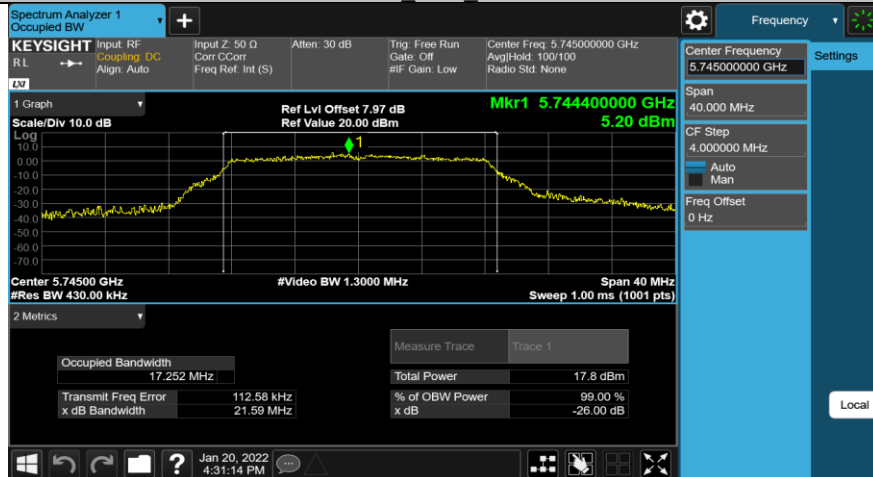 Spectrum Analyzer 1
Occupied BW
+
Frequency
KEYSIGHT
R L
LXI
Input: RF
Coupling: DC
Align: Auto
Input Z: 50 Ω
Corr CCorr
Freq Ref: Int (S)
Atten: 30 dB
Trig: Free Run
Gate: Off
#IF Gain: Low
Center Freq: 5.745000000 GHz
Avg|Hold: 100/100
Radio Std: None
Center Frequency
5.745000000 GHz
Settings
Span
40.000 MHz
CF Step
4.000000 MHz
Auto
Man
Freq Offset
0 Hz
Local
1 Graph
Scale/Div 10.0 dB
Ref Lvl Offset 7.97 dB
Ref Value 20.00 dBm
Mkr1 5.744400000 GHz
5.20 dBm
Log
10.0
0.00
-10.0
-20.0
-30.0
-40.0
-50.0
-60.0
-70.0
1
Center 5.74500 GHz
#Res BW 430.00 kHz
#Video BW 1.3000 MHz
Span 40 MHz
Sweep 1.00 ms (1001 pts)
2 Metrics
Measure Trace Trace 1
Occupied Bandwidth
17.252 MHz
Total Power 17.8 dBm
Transmit Freq Error 112.58 kHz
% of OBW Power 99.00 %
x dB Bandwidth 21.59 MHz
x dB -26.00 dB
?
Jan 20, 2022
4:31:14 PM